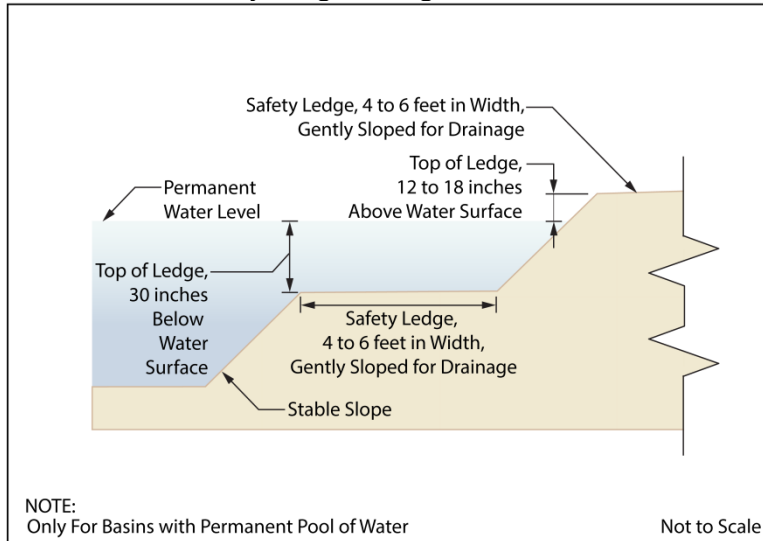 Safety Ledge, 4 to 6 feet in Width,
Gently Sloped for Drainage
Top of Ledge,
12 to 18 inches
Above Water Surface
Permanent
Water Level
Top of Ledge,
30 inches
Below
Water
Surface
Safety Ledge,
4 to 6 feet in Width,
Gently Sloped for Drainage
Stable Slope
NOTE:
Only For Basins with Permanent Pool of Water
Not to Scale